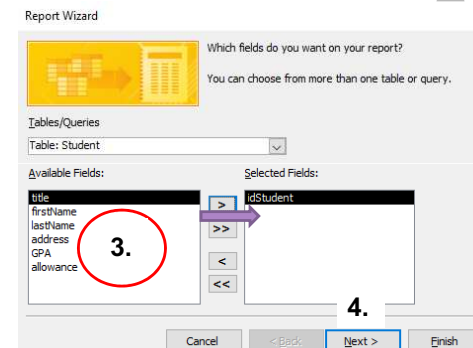 Report Wizard
Which fields do you want on your report?
You can choose from more than one table or query.
Tables/Queries
Table: Student
Available Fields:
Selected Fields:
title
firstName
lastName
address
GPA
allowance
3.
>
>>
<
<<
idStudent
4.
Cancel
< Back
Next >
Finish